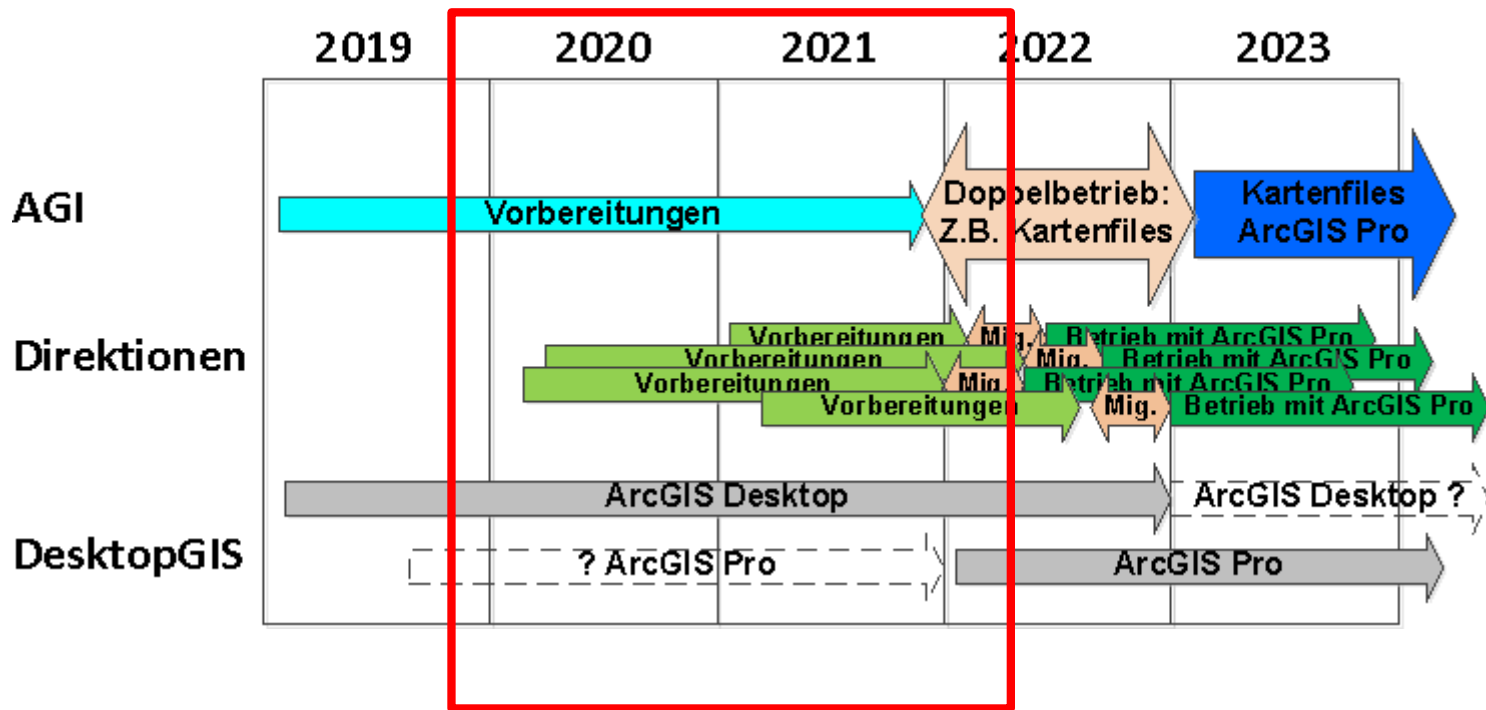 2019 2020 2021 2022 2023
AGI
Vorbereitungen
Doppelbetrieb:
Z.B. Kartenfiles
Kartenfiles
ArcGIS Pro
Direktionen
Vorbereitungen Mig. Betrieb mit ArcGIS Pro
Vorbereitungen Mig. Betrieb mit ArcGIS Pro
Vorbereitungen Mig. Betrieb mit ArcGIS Pro
Vorbereitungen Mig. Betrieb mit ArcGIS Pro
DesktopGIS
ArcGIS Desktop ArcGIS Desktop ?
? ArcGIS Pro ArcGIS Pro